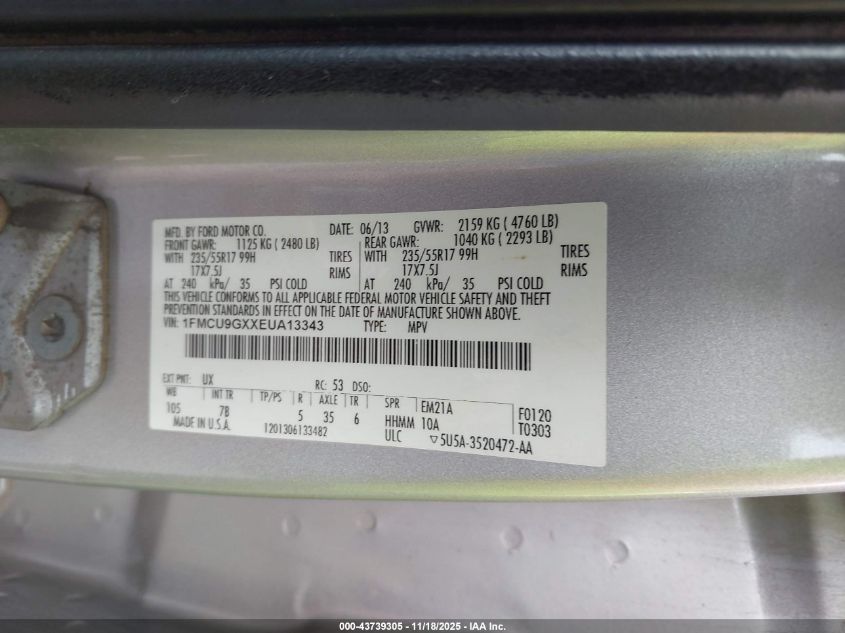 MFD. BY FORD MOTOR CO. DATE: 06/13 GVWR: 2159 KG ( 4760 LB)
FRONT GAWR: 1125 KG ( 2480 LB) REAR GAWR: 1040 KG ( 2293 LB)
WITH 235/55R17 99H TIRES WITH 235/55R17 99H TIRES
17X7.5J RIMS 17X7.5J RIMS
AT 240 kPa/ 35 PSI COLD AT 240 kPa/ 35 PSI COLD
THIS VEHICLE CONFORMS TO ALL APPLICABLE FEDERAL MOTOR VEHICLE SAFETY AND THEFT
PREVENTION STANDARDS IN EFFECT ON THE DATE OF MANUFACTURE SHOWN ABOVE.
VIN: 1FMCU9GXXEUA13343 TYPE: MPV
EXT PNT: UX RC: 53 DSO:
WB INT TR TP/PS R AXLE TR SPR EM21A F0120
105 7B 5 35 6 HHMM 10A T0303
MADE IN U.S.A. 1201306133482 ULC ▽5U5A-3520472-AA
000-43739305 - 11/18/2025 - IAA Inc.